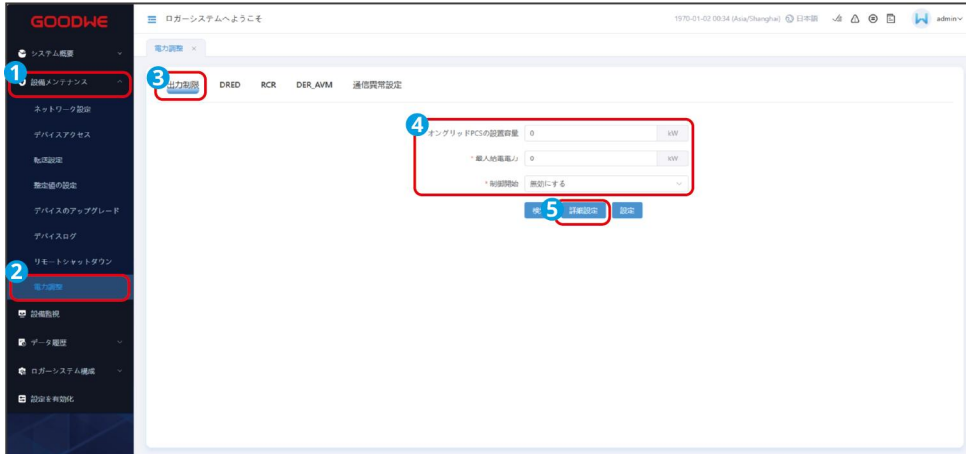 GOODWE
ロガーシステムへようこそ
1970-01-03 00:34 (Asia/Shanghai) 日本語
admin
電力調整 ×
システム概要
1
設備メンテナンス
ネットワーク設定
デバイスアクセス
転送設定
整定値の設定
デバイスのアップグレード
デバイスログ
リモートシャットダウン
2
電力調整
設備監視
データ履歴
ロガーシステム構成
設定を有効化
3
出力制限 DRED RCR DER_AVM 通信異常設定
4
オングリッドPCSの設置容量 0 kW
*最大給電電力 0 kW
*制御開始 無効にする
5
詳細設定 設定